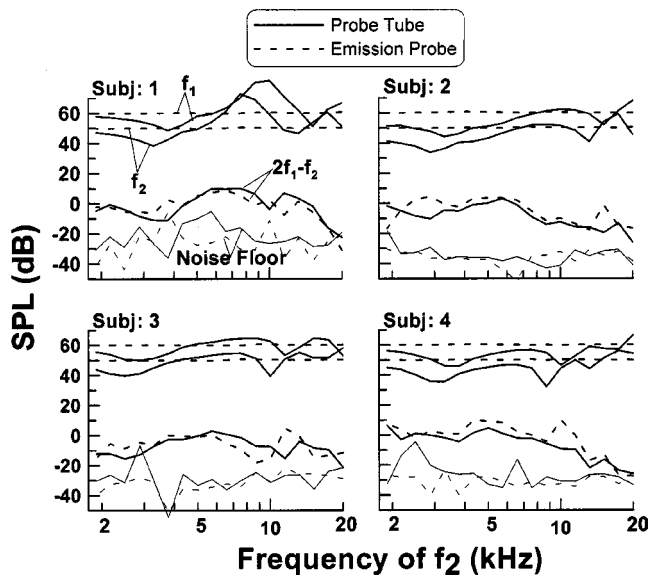 Probe Tube
Emission Probe
Subj: 1
f1
f2
2f1-f2
Noise Floor
60
40
20
0
-20
-40
Subj: 2
Subj: 3
60
40
20
0
-20
-40
2 5 10 20
Subj: 4
2 5 10 20
SPL (dB)
Frequency of f2 (kHz)